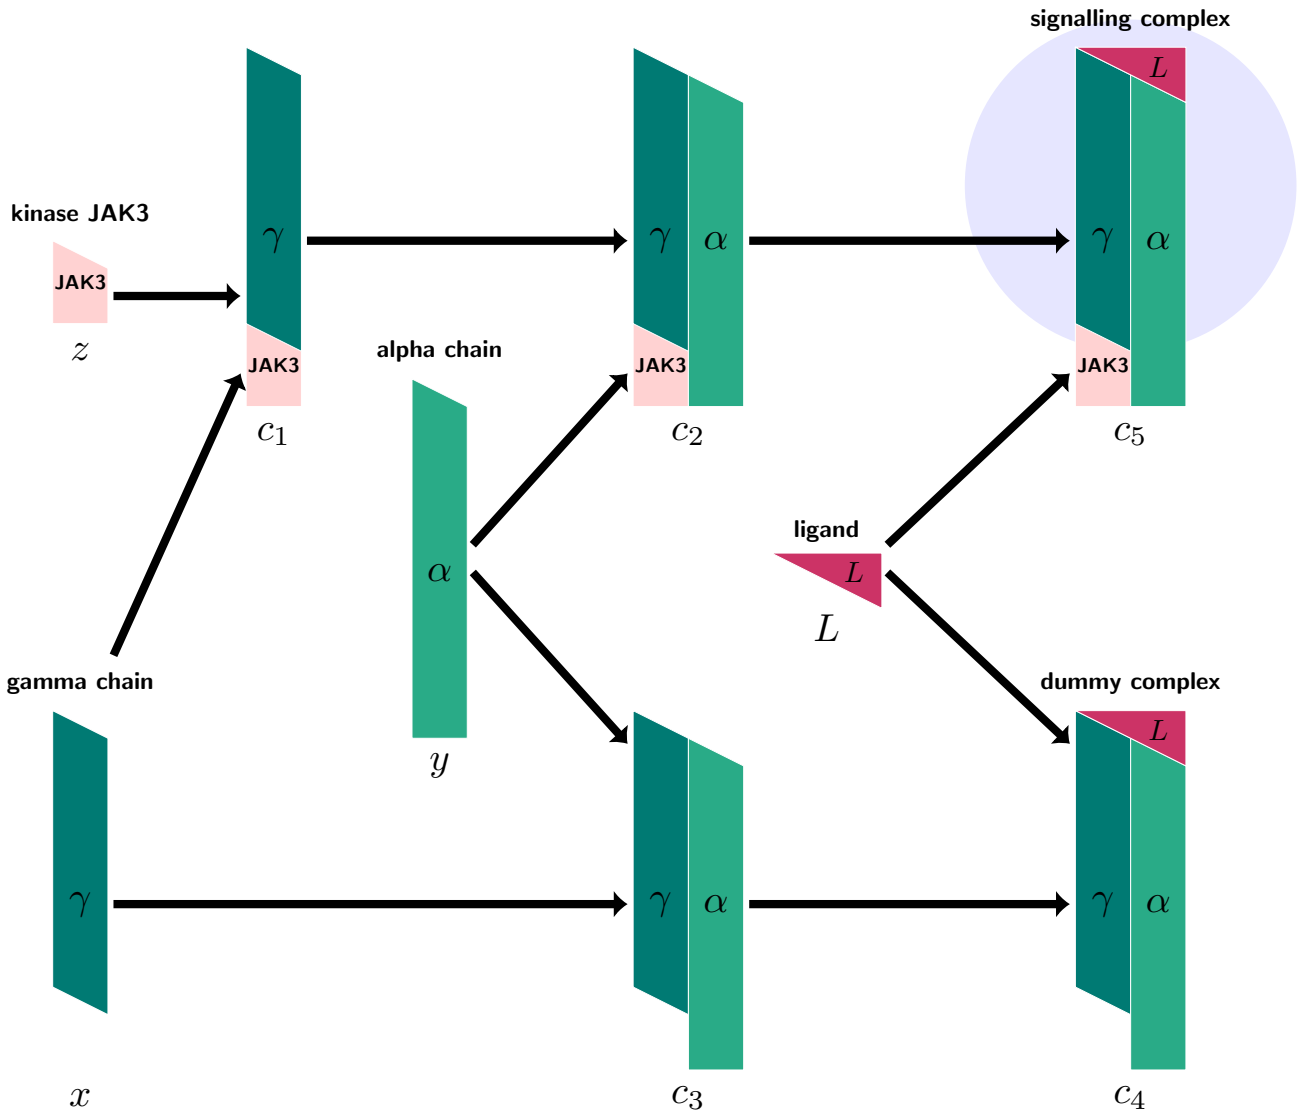 signalling complex
L
kinase JAK3
γ
γ
α
γ
α
JAK3
z
alpha chain
JAK3
JAK3
JAK3
c1
c2
c5
ligand
α
L
L
gamma chain
dummy complex
L
y
γ
γ
α
γ
α
x
c3
c4